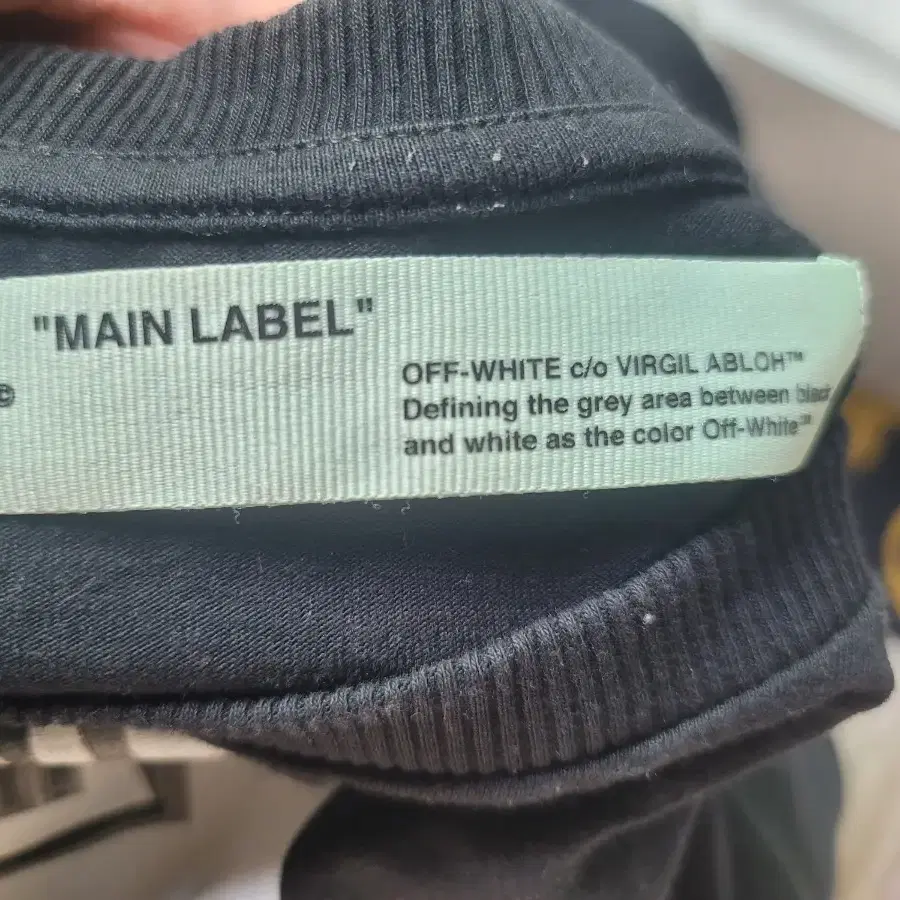 "MAIN LABEL"
©
OFF-WHITE c/o VIRGIL ABLOH™
Defining the grey area between black
and white as the color Off-White™